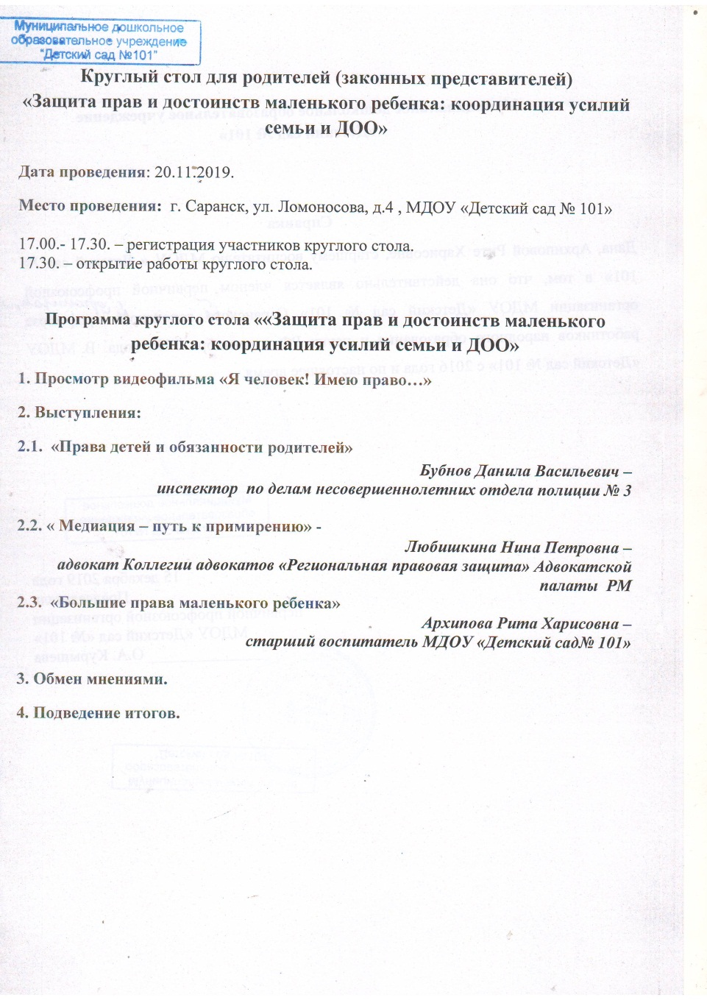 Муниципальное дошкольное
образовательное учреждение
"Детский сад №101"
Круглый стол для родителей (законных представителей)
«Защита прав и достоинств маленького ребенка: координация усилий
семьи и ДОО»
Дата проведения: 20.11.2019.
Место проведения: г. Саранск, ул. Ломоносова, д.4 , МДОУ «Детский сад № 101»
17.00.- 17.30. – регистрация участников круглого стола.
17.30. – открытие работы круглого стола.
Программа круглого стола ««Защита прав и достоинств маленького
ребенка: координация усилий семьи и ДОО»
1. Просмотр видеофильма «Я человек! Имею право…»
2. Выступления:
2.1. «Права детей и обязанности родителей»
Бубнов Данила Васильевич –
инспектор по делам несовершеннолетних отдела полиции № 3
2.2. « Медиация – путь к примирению» -
Любишкина Нина Петровна –
адвокат Коллегии адвокатов «Региональная правовая защита» Адвокатской
палаты РМ
2.3. «Большие права маленького ребенка»
Архипова Рита Харисовна –
старший воспитатель МДОУ «Детский сад№ 101»
3. Обмен мнениями.
4. Подведение итогов.